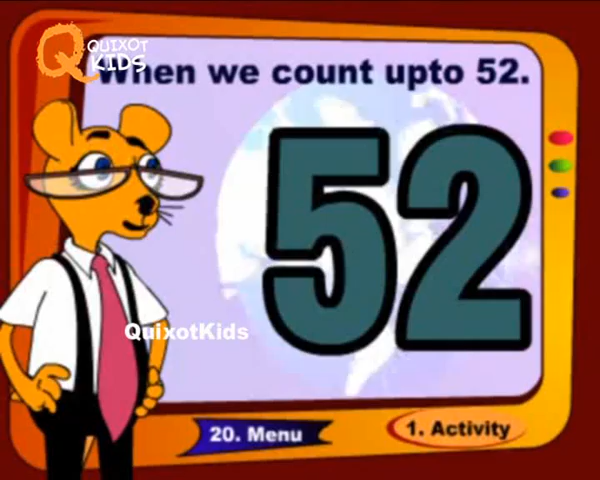 QUIXOT
KIDS
When we count upto 52.
52
QuixotKids
20. Menu
1. Activity